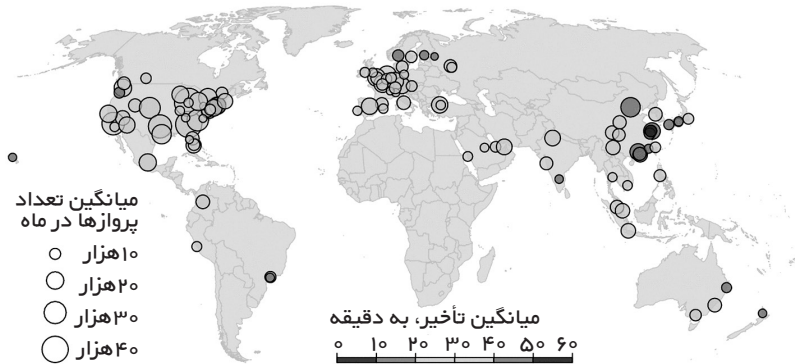 میانگین تعداد
پروازها در ماه
۱۰هزار
۲۰هزار
۳۰هزار
۴۰هزار
میانگین تأخیر، به دقیقه
۰ ۱۰ ۲۰ ۳۰ ۴۰ ۵۰ ۶۰